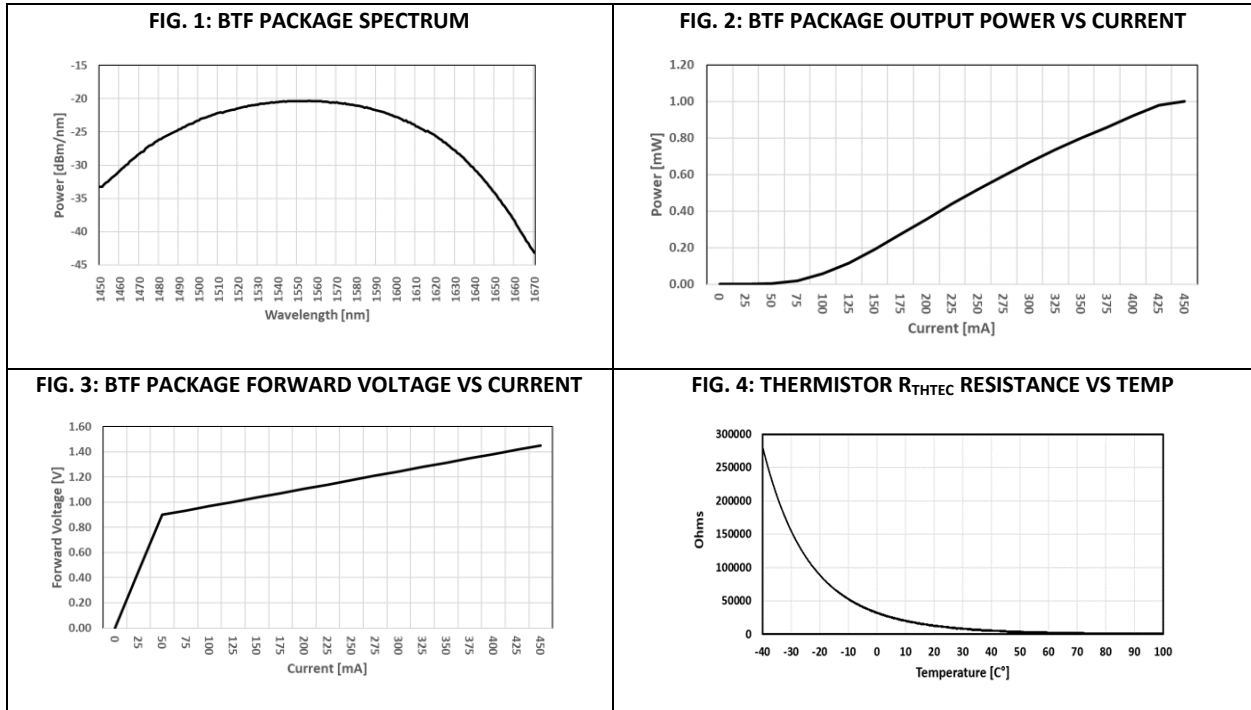 FIG. 1: BTF PACKAGE SPECTRUM
-15
-20
-25
-30
-35
-40
-45
Power [dBm/nm]
1450 1460 1470 1480 1490 1500 1510 1520 1530 1540 1550 1560 1570 1580 1590 1600 1610 1620 1630 1640 1650 1660 1670
Wavelength [nm]
FIG. 2: BTF PACKAGE OUTPUT POWER VS CURRENT
1.20
1.00
0.80
0.60
0.40
0.20
0.00
Power [mW]
0 25 50 75 100 125 150 175 200 225 250 275 300 325 350 375 400 425 450
Current [mA]
FIG. 3: BTF PACKAGE FORWARD VOLTAGE VS CURRENT
1.60
1.40
1.20
1.00
0.80
0.60
0.40
0.20
0.00
Forward Voltage [V]
0 25 50 75 100 125 150 175 200 225 250 275 300 325 350 375 400 425 450
Current [mA]
FIG. 4: THERMISTOR RTHTEC RESISTANCE VS TEMP
300000
250000
200000
150000
100000
50000
0
Ohms
-40 -30 -20 -10 0 10 20 30 40 50 60 70 80 90 100
Temperature [C°]